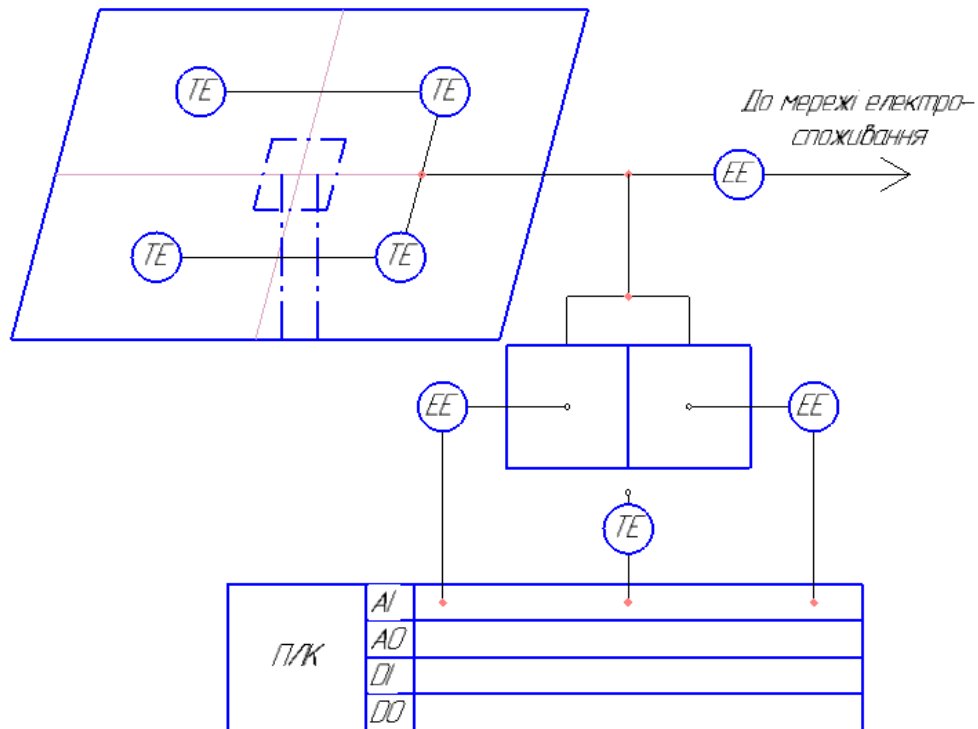 TE
TE
До мережі електро-
споживання
EE
TE
TE
EE
EE
TE
ПЛК
AI
AO
DI
DO